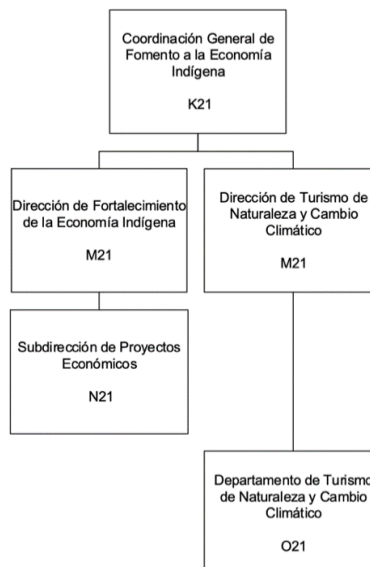 Coordinación General de
Fomento a la Economía
Indígena
K21
Dirección de Fortalecimiento
de la Economía Indígena
M21
Dirección de Turismo de
Naturaleza y Cambio
Climático
M21
Subdirección de Proyectos
Económicos
N21
Departamento de Turismo
de Naturaleza y Cambio
Climático
O21